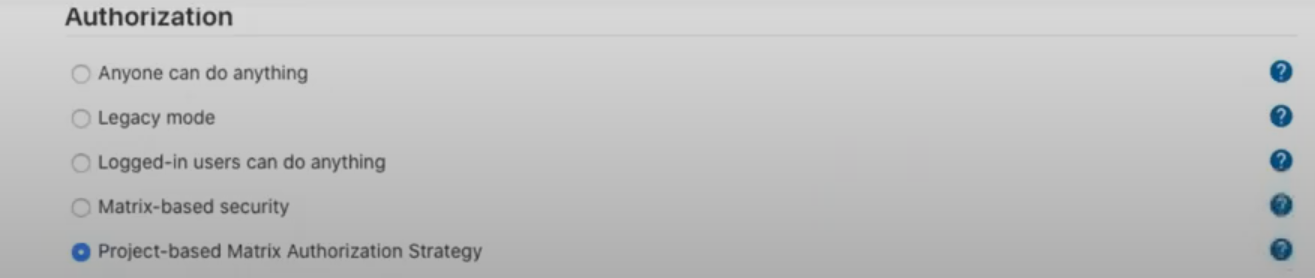 Authorization
Anyone can do anything
Legacy mode
Logged-in users can do anything
Matrix-based security
Project-based Matrix Authorization Strategy